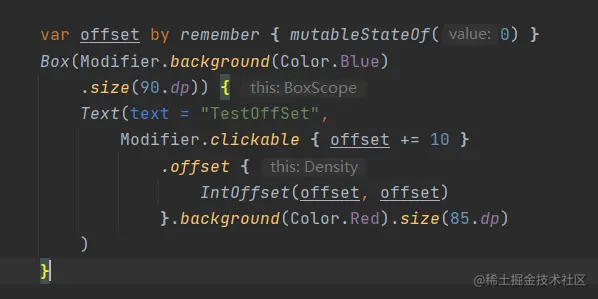 var offset by remember { mutableStateOf( value: 0) }
Box(Modifier.background(Color.Blue)
    .size(90.dp)) { this: BoxScope
    Text(text = "TestOffSet",
        Modifier.clickable { offset += 10 }
            .offset { this: Density
                IntOffset(offset, offset)
            }.background(Color.Red).size(85.dp)
    )
}
@稀土掘金技术社区